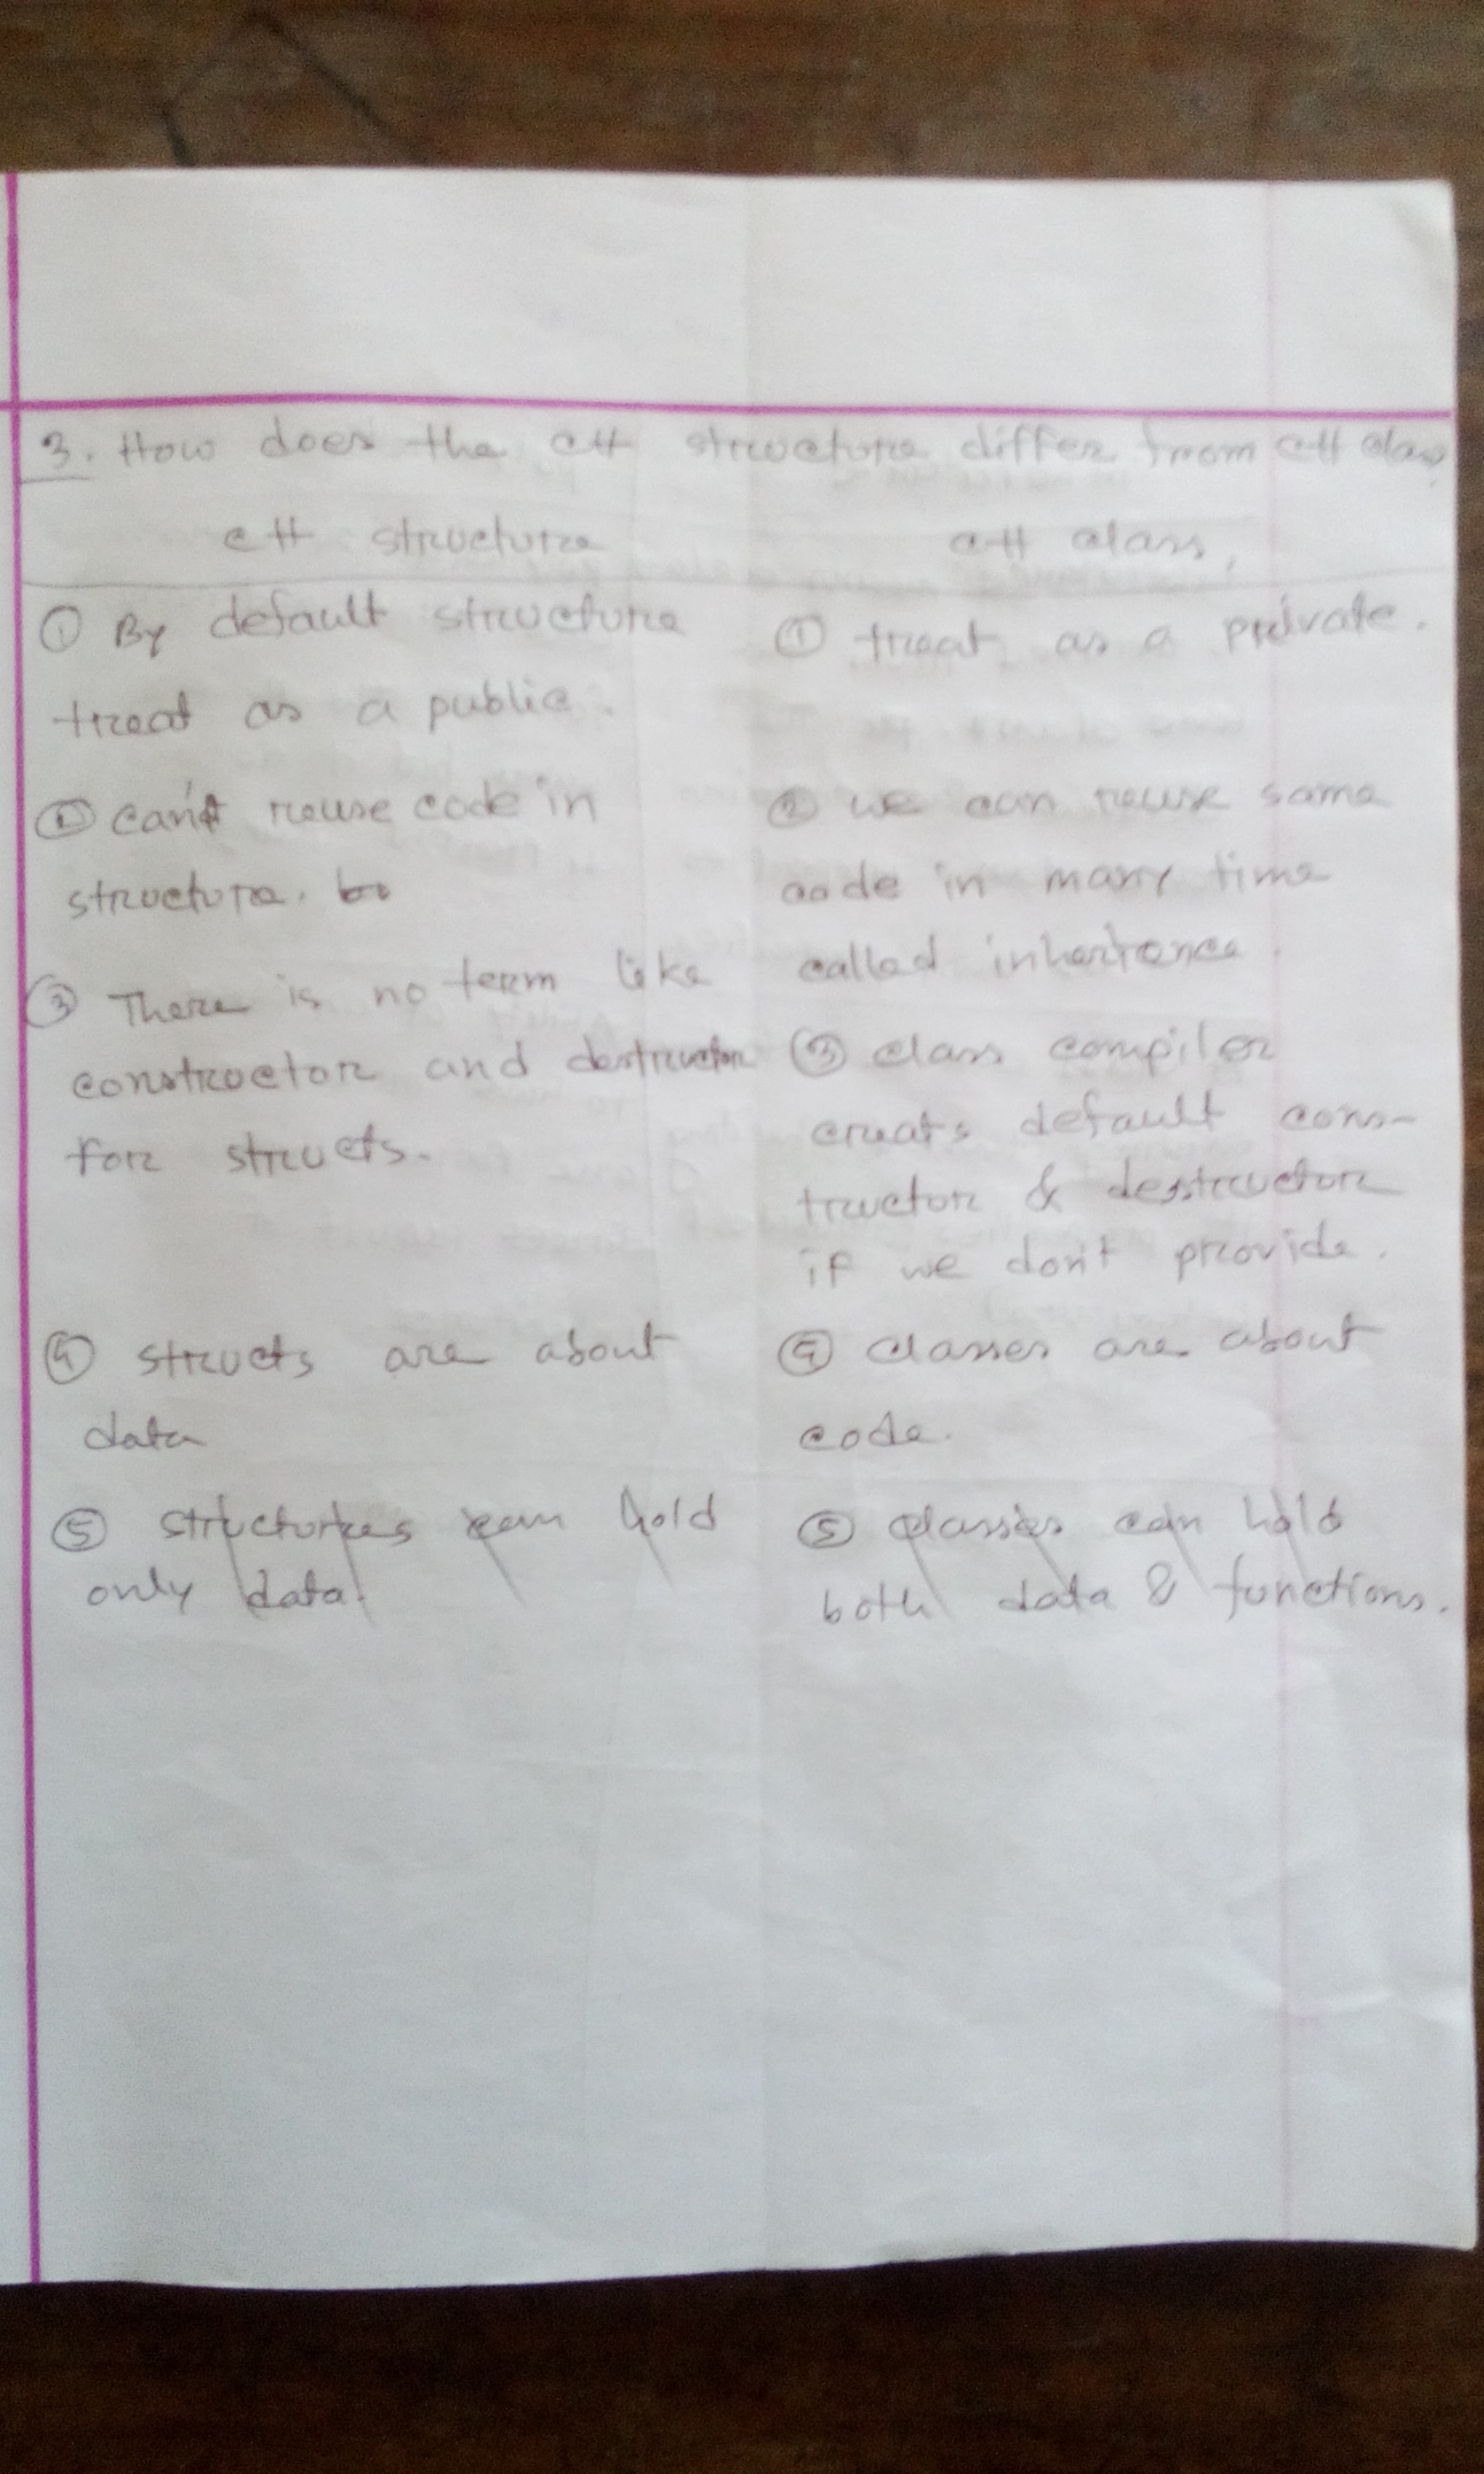 3. How does the C++ structure differ from C++ class,
C++ structure
C++ class,
① By default structure
treat as a public.
② can't reuse code in
structure. bo
③ There is no term like
constructor and destructor
for structs.
④ structs are about
data
⑤ structures can hold
only data.
① treat as a private.
② we can reuse same
code in many time
called inheritance.
③ class compiler
creats default cons-
tructor & desstructor
if we don't provide.
④ classes are about
code.
⑤ classes can hold
both data & functions.